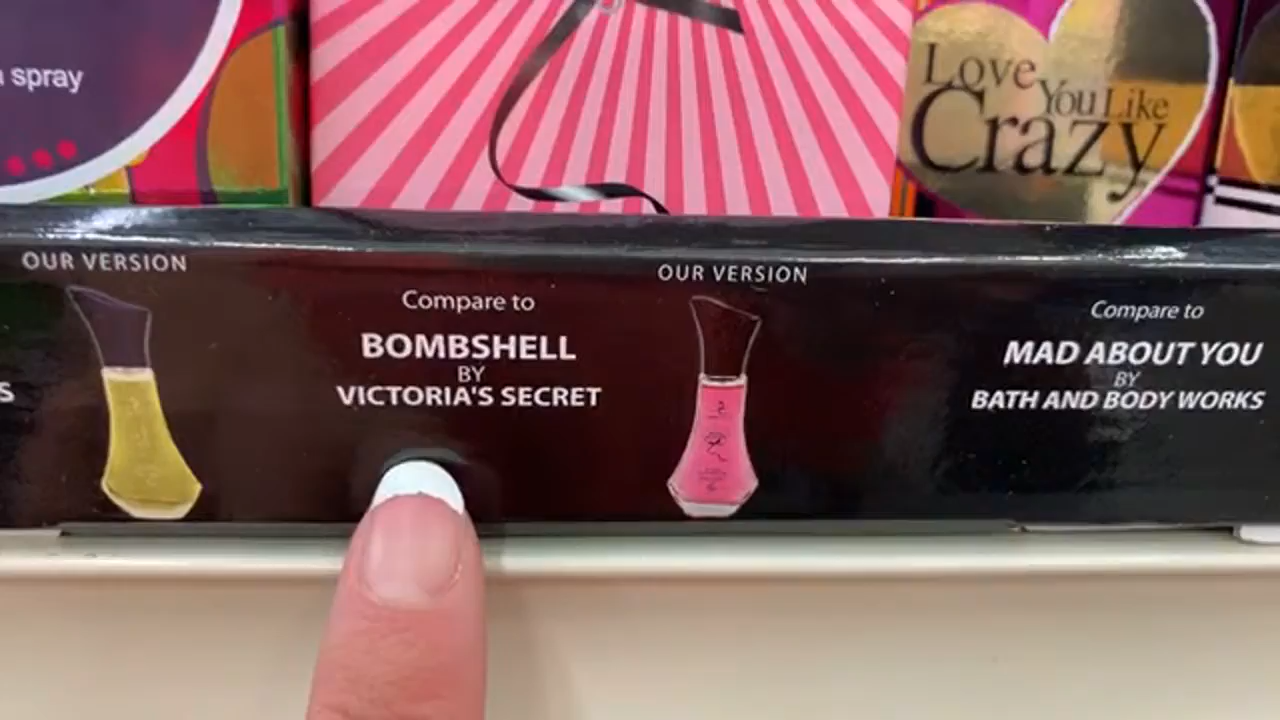 spray
Love
You Like
Crazy
OUR VERSION
Compare to
BOMBSHELL
BY
VICTORIA'S SECRET
OUR VERSION
Compare to
MAD ABOUT YOU
BY
BATH AND BODY WORKS